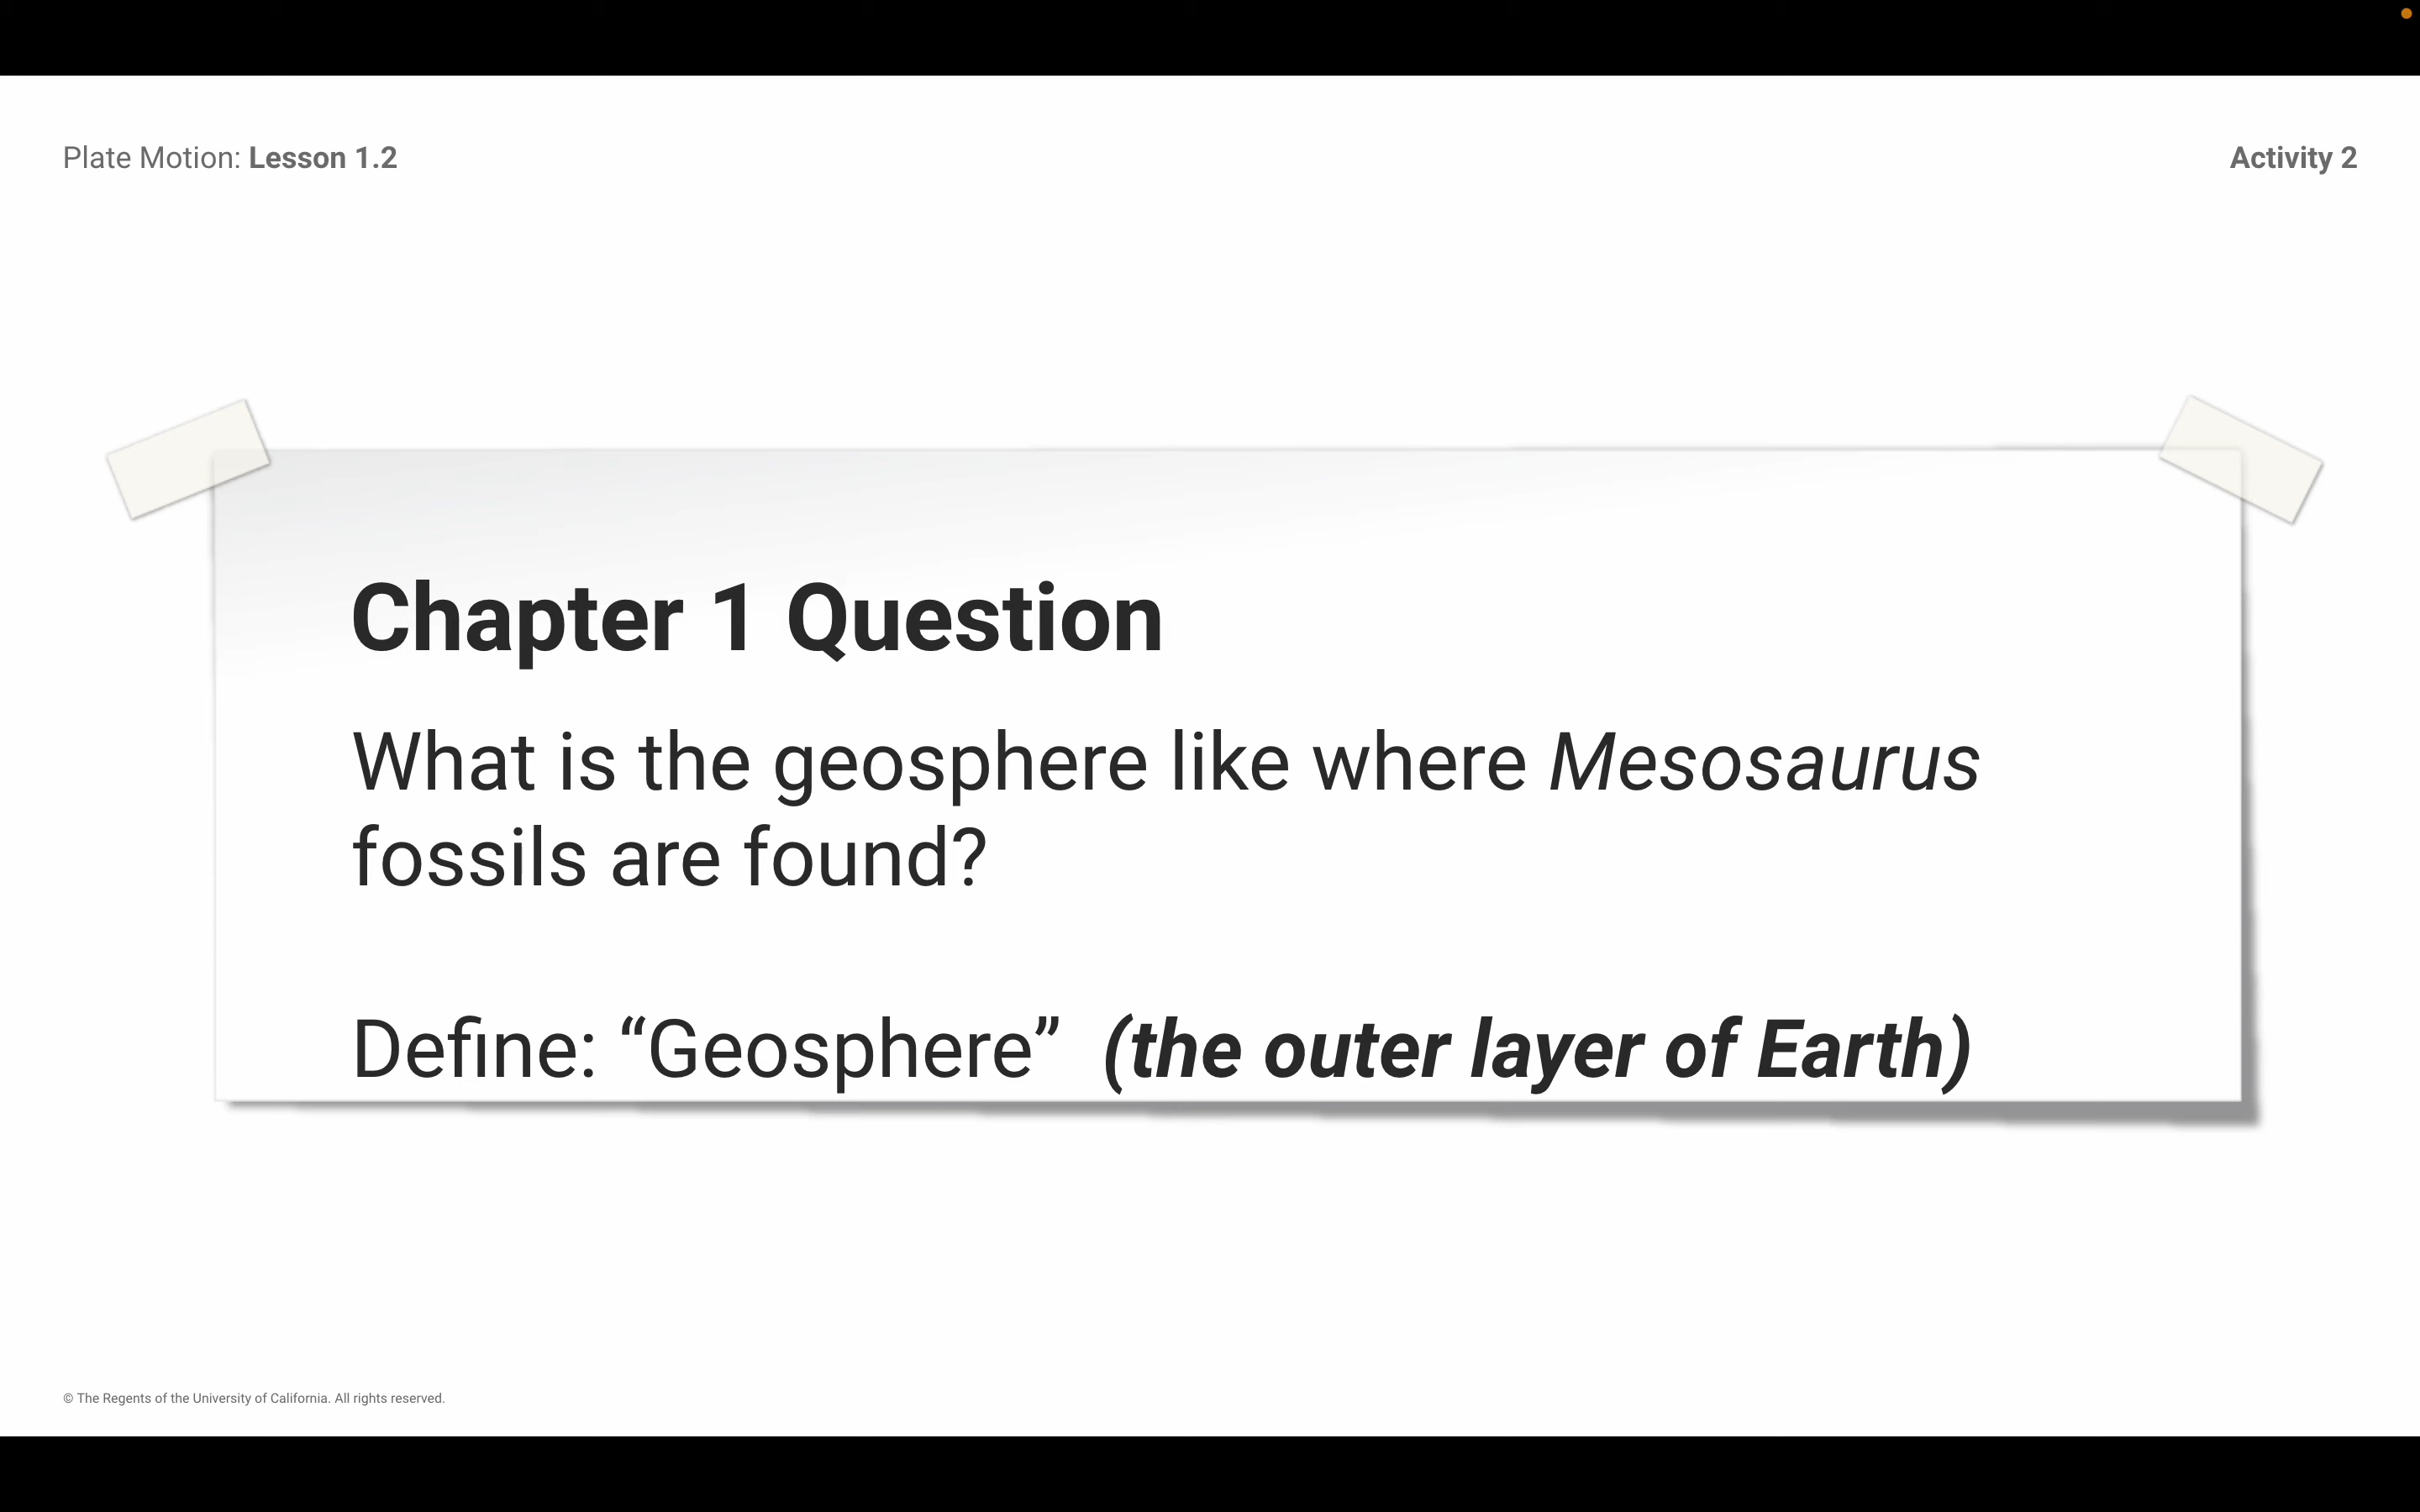 Plate Motion: Lesson 1.2
Activity 2
Chapter 1 Question
What is the geosphere like where Mesosaurus
fossils are found?
Define: “Geosphere” (the outer layer of Earth)
© The Regents of the University of California. All rights reserved.